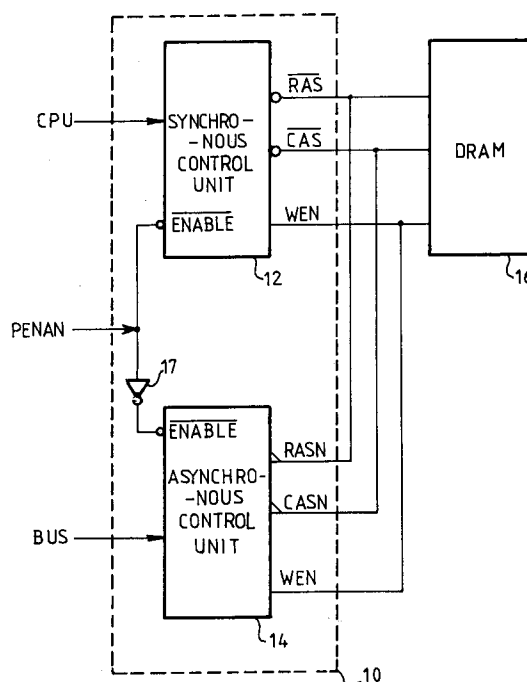 CPU
SYNCHRO-
-NOUS
CONTROL
UNIT
RAS
CAS
WEN
ENABLE
12
DRAM
16
PENAN
17
ENABLE
ASYNCHRO-
-NOUS
CONTROL
UNIT
RASN
CASN
WEN
BUS
14
10